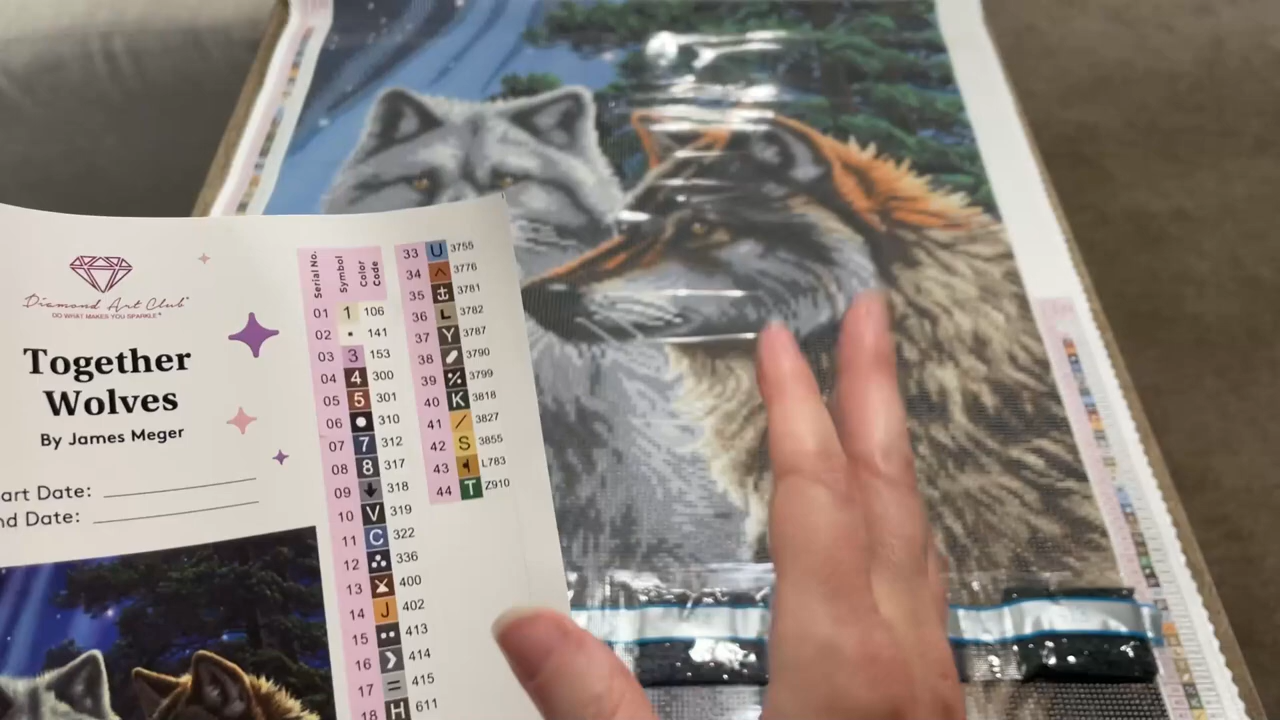 Diamond Art Club
DO WHAT MAKES YOU SPARKLE
Together
Wolves
By James Meger
art Date:
nd Date:
Serial No. Symbol Color Code
01 1 106
02 141
03 3 153
04 4 300
05 5 301
06 310
07 7 312
08 8 317
09 318
10 V 319
11 C 322
12 336
13 400
14 J 402
15 413
16 414
17 = 415
18 H 611
33 U 3755
34 3776
35 3781
36 L 3782
37 Y 3787
38 3790
39 3799
40 K 3818
41 / 3827
42 S 3855
43 L783
44 T Z910